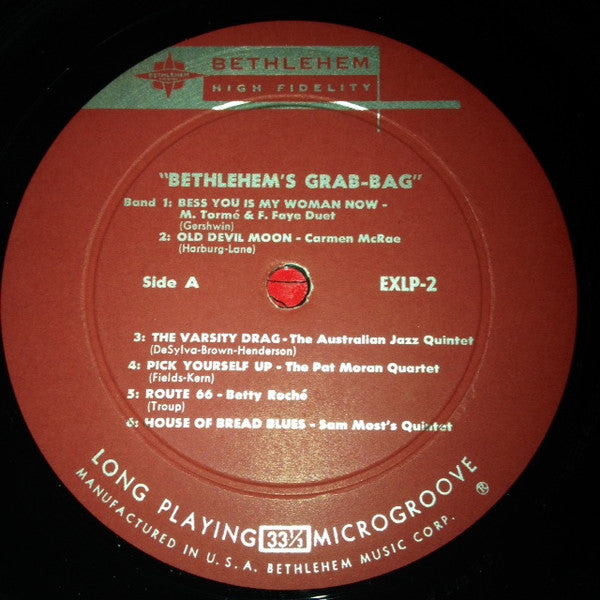 BETHLEHEM
BETHLEHEM
HIGH FIDELITY
"BETHLEHEM'S GRAB-BAG"
Band 1: BESS YOU IS MY WOMAN NOW -
M. Tormé & F. Faye Duet
(Gershwin)
2: OLD DEVIL MOON - Carmen McRae
(Harburg-Lane)
Side A
EXLP-2
3: THE VARSITY DRAG - The Australian Jazz Quintet
(DeSylva-Brown-Henderson)
4: PICK YOURSELF UP - The Pat Moran Quartet
(Fields-Kern)
5: ROUTE 66 - Betty Roché
(Troup)
6: HOUSE OF BREAD BLUES - Sam Most's Quintet
LONG PLAYING 33⅓ MICROGROOVE ®
MANUFACTURED IN U. S. A. BETHLEHEM MUSIC CORP.